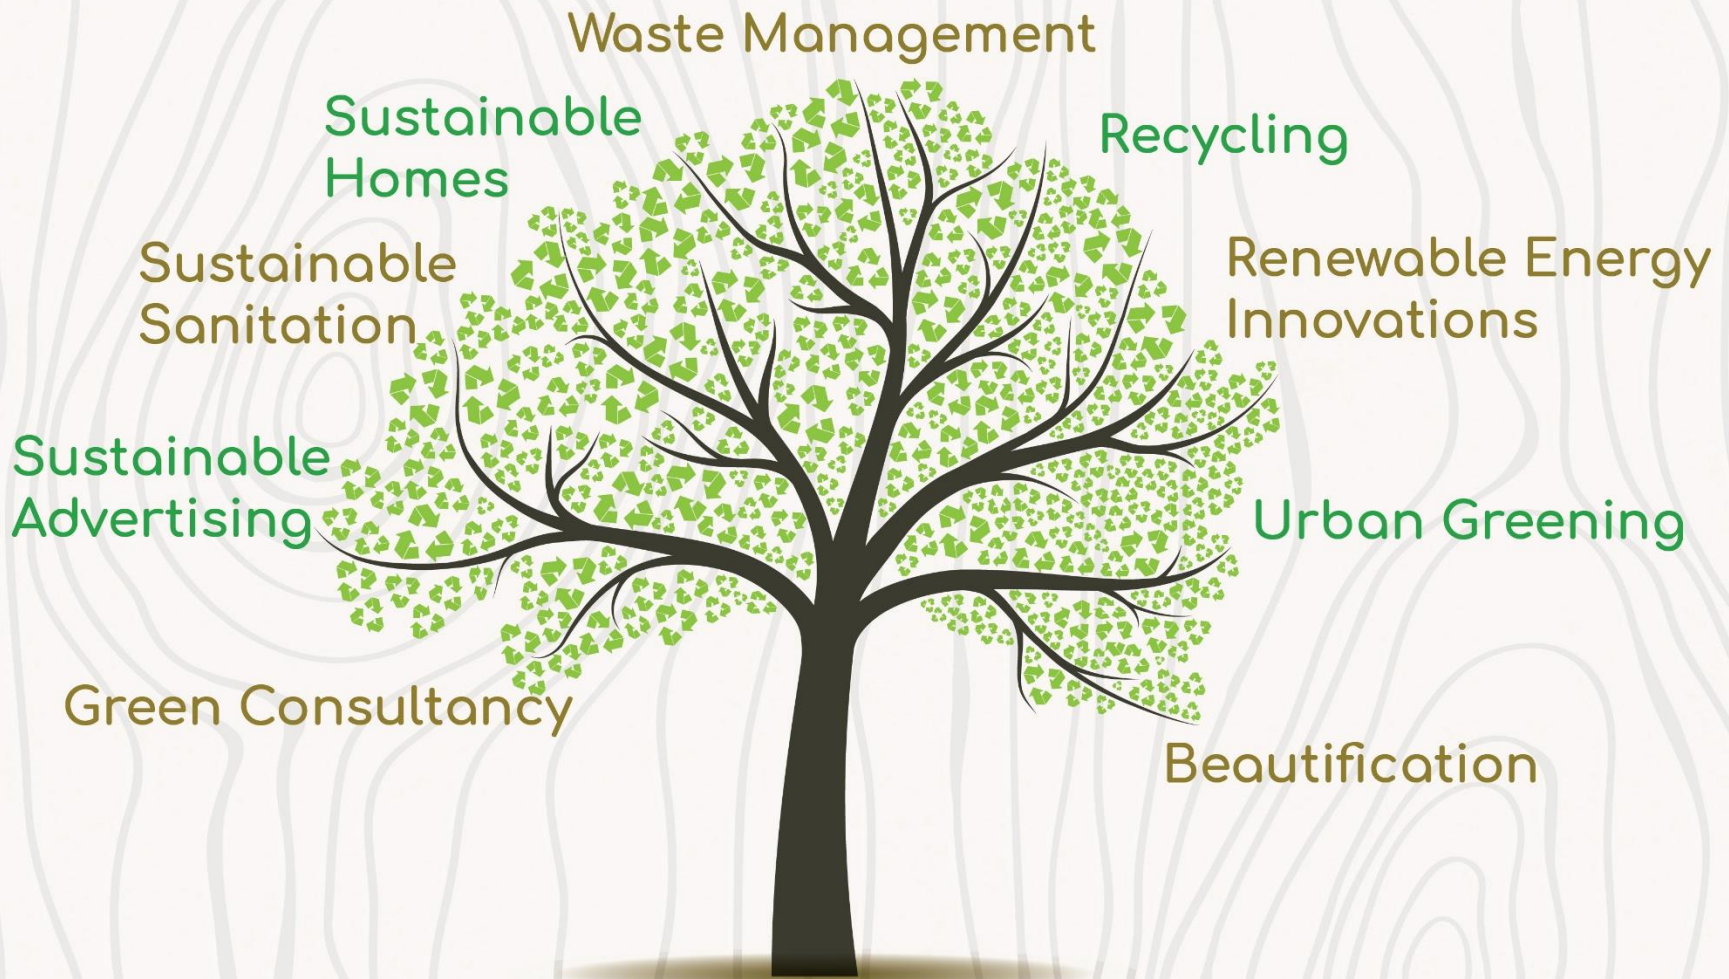 Waste Management
Sustainable
Homes
Recycling
Sustainable
Sanitation
Renewable Energy
Innovations
Sustainable
Advertising
Urban Greening
Green Consultancy
Beautification